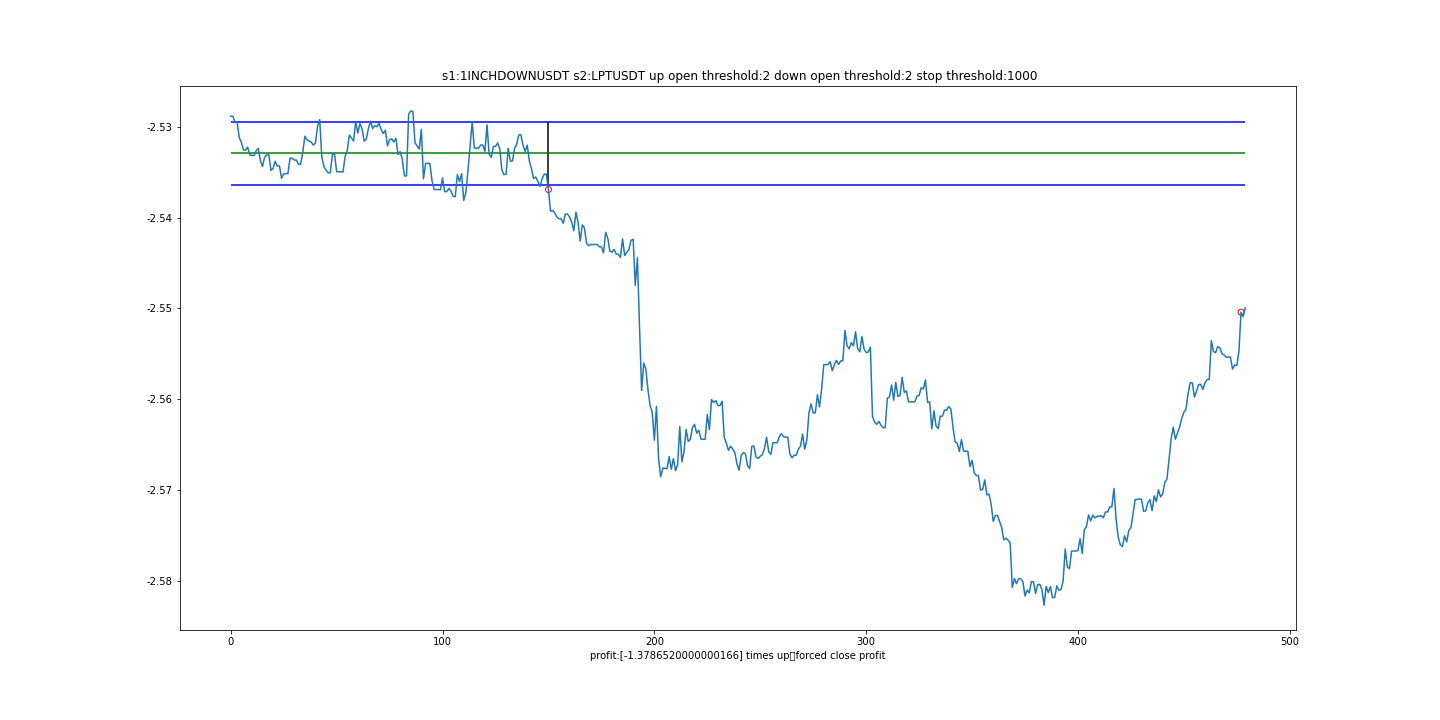 s1:1INCHDOWNUSDT s2:LPTUSDT up open threshold:2 down open threshold:2 stop threshold:1000
-2.53
-2.54
-2.55
-2.56
-2.57
-2.58
0 100 200 300 400 500
profit:[-1.3786520000000166] times up▯forced close profit